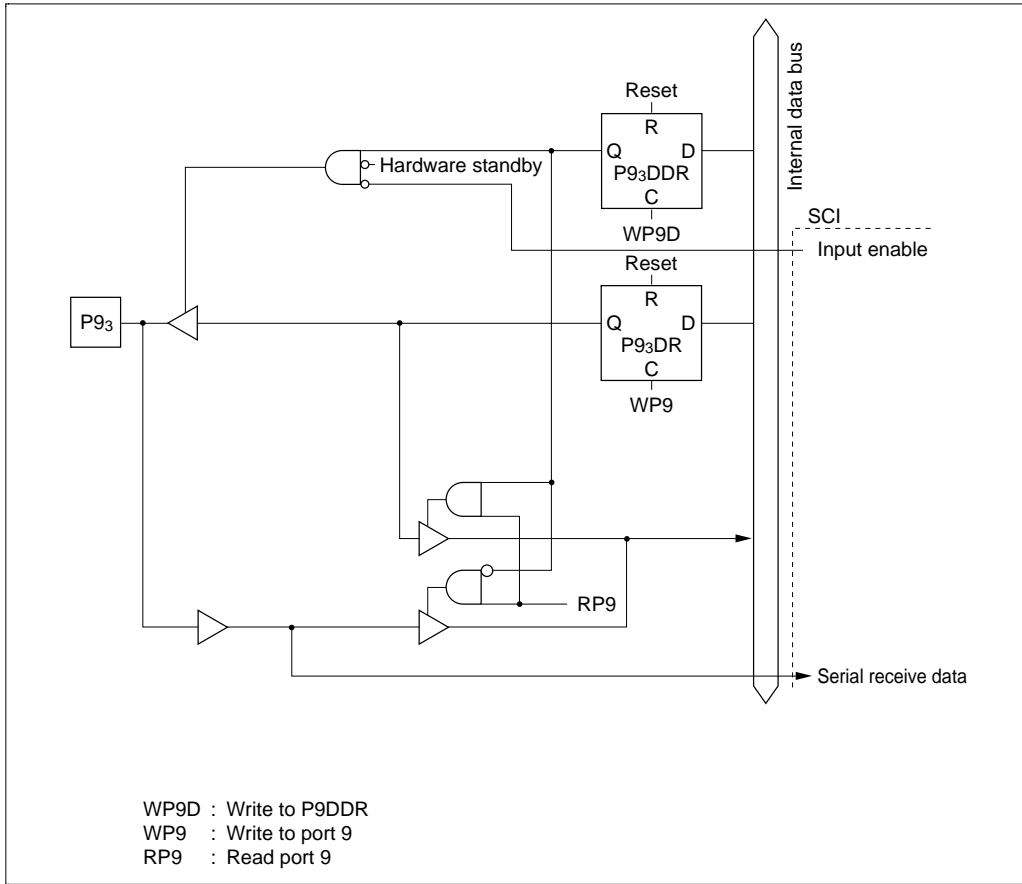 Reset
R
Q D
P93DDR
C
WP9D
Hardware standby
Internal data bus
SCI
Input enable
Reset
R
Q D
P93DR
C
WP9
P93
RP9
Serial receive data
WP9D : Write to P9DDR
WP9 : Write to port 9
RP9 : Read port 9